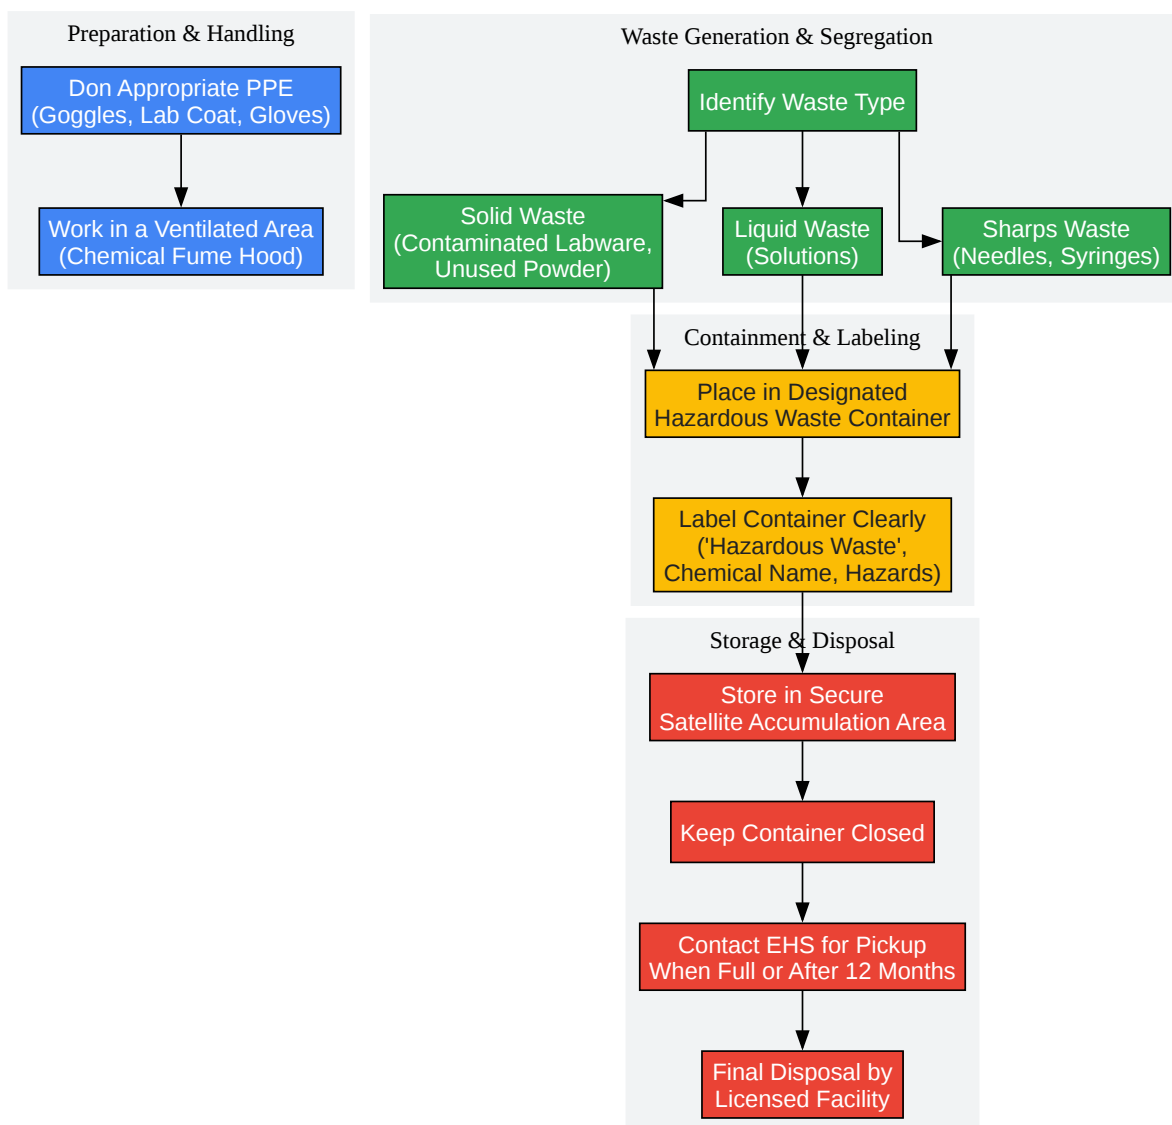 Preparation & Handling
Don Appropriate PPE
(Goggles, Lab Coat, Gloves)
Work in a Ventilated Area
(Chemical Fume Hood)
Waste Generation & Segregation
Identify Waste Type
Solid Waste
(Contaminated Labware,
Unused Powder)
Liquid Waste
(Solutions)
Sharps Waste
(Needles, Syringes)
Containment & Labeling
Place in Designated
Hazardous Waste Container
Label Container Clearly
('Hazardous Waste',
Chemical Name, Hazards)
Storage & Disposal
Store in Secure
Satellite Accumulation Area
Keep Container Closed
Contact EHS for Pickup
When Full or After 12 Months
Final Disposal by
Licensed Facility